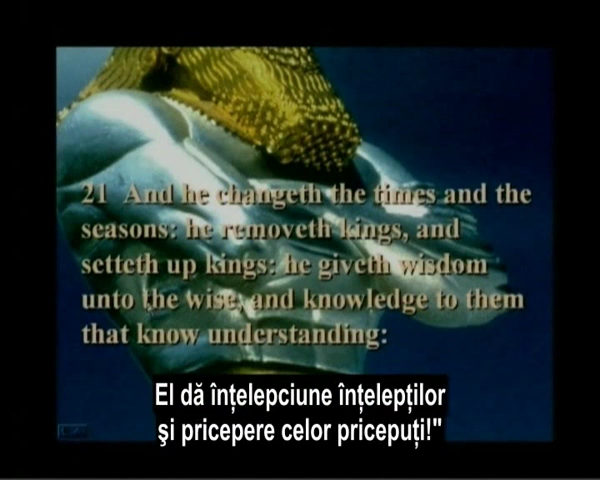 21 And he changeth the times and the
seasons: he removeth kings, and
setteth up kings: he giveth wisdom
unto the wise, and knowledge to them
that know understanding:
El dă înțelepciune înțelepților
şi pricepere celor pricepuți!"